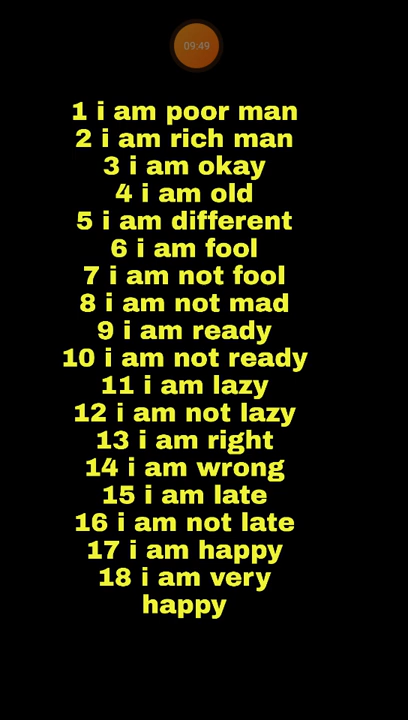 09:49
1 i am poor man
2 i am rich man
3 i am okay
4 i am old
5 i am different
6 i am fool
7 i am not fool
8 i am not mad
9 i am ready
10 i am not ready
11 i am lazy
12 i am not lazy
13 i am right
14 i am wrong
15 i am late
16 i am not late
17 i am happy
18 i am very
happy